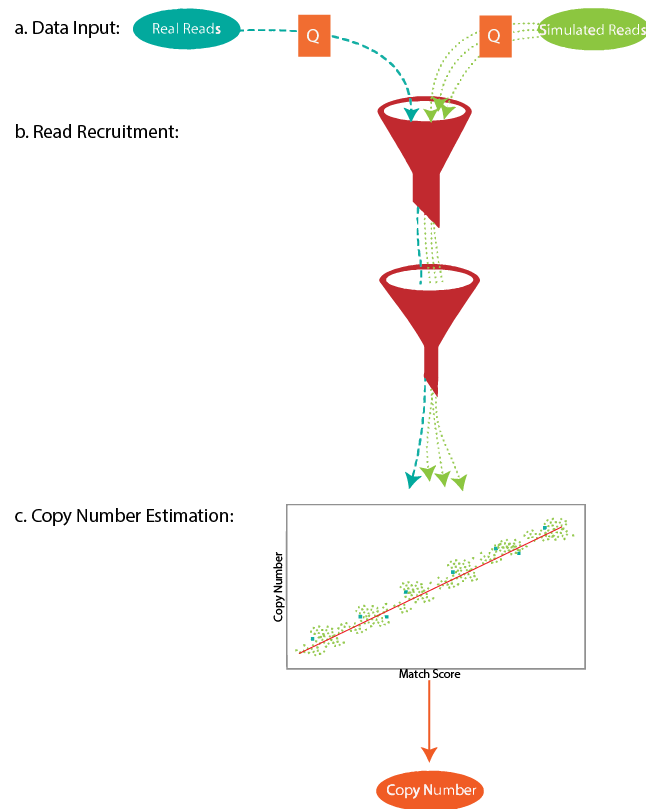 a. Data Input:
Real Reads
Q
Q
Simulated Reads
b. Read Recruitment:
c. Copy Number Estimation:
Copy Number
Match Score
Copy Number